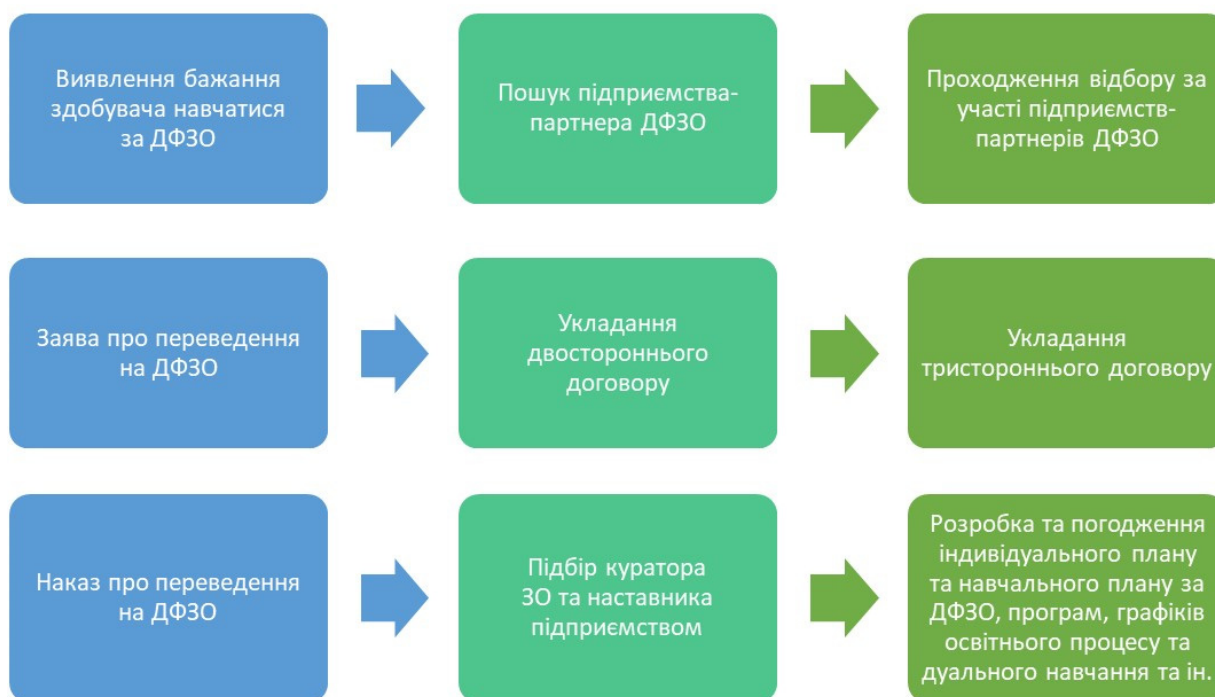 Виявлення бажання
здобувача навчатися
за ДФЗО
Пошук підприємства-
партнера ДФЗО
Проходження відбору за
участі підприємств-
партнерів ДФЗО
Заява про переведення
на ДФЗО
Укладання
двостороннього
договору
Укладання
тристороннього договору
Наказ про переведення
на ДФЗО
Підбір куратора
ЗО та наставника
підприємством
Розробка та погодження
індивідуального плану
та навчального плану за
ДФЗО, програм, графіків
освітнього процесу та
дуального навчання та ін.